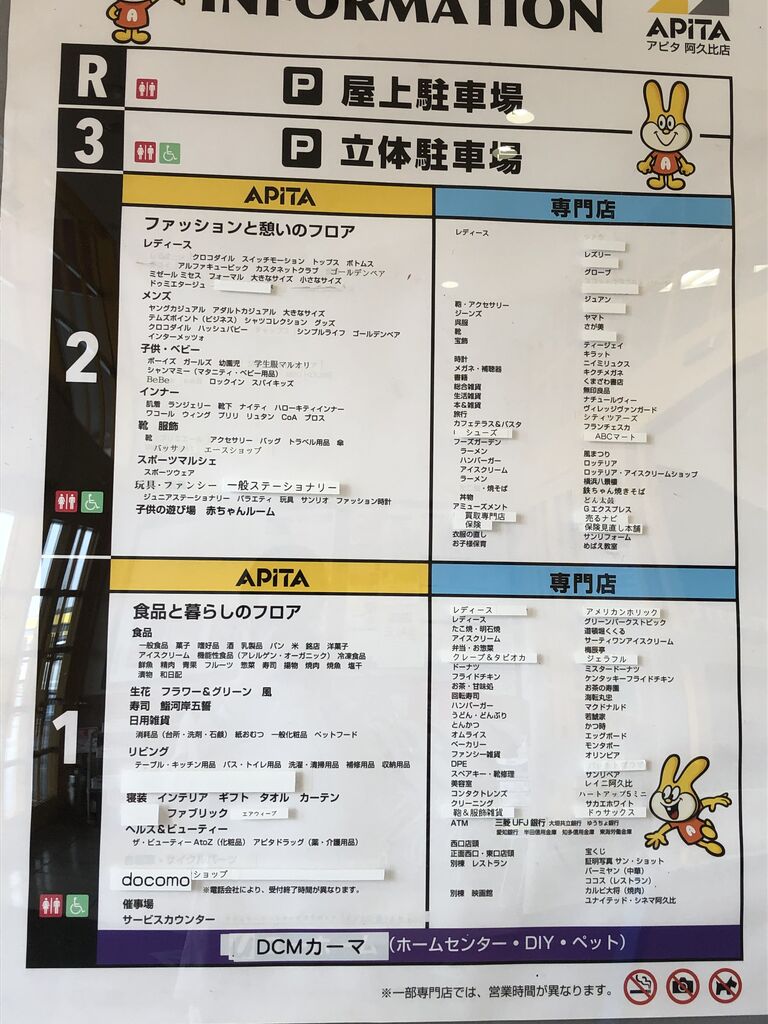 INFORMATION
APiTA
アピタ 阿久比店
R
P 屋上駐車場
3
P 立体駐車場
2
APiTA
ファッションと憩いのフロア
レディース
クロコダイル スイッチモーション トップス ボトムス
アルファキュービック カスタネットクラブ ゴールデンベア
ミゼール ミセス フォーマル 大きなサイズ 小さなサイズ
ドゥミエタージュ
メンズ
ヤングカジュアル アダルトカジュアル 大きなサイズ
テムズポイント(ビジネス) シャツコレクション グッズ
クロコダイル ハッシュパピー シンプルライフ ゴールデンベア
インターメッツォ
子供・ベビー
ボーイズ ガールズ 幼園児 学生服マルオリ
シャンマミー(マタニティ・ベビー用品)
BeBe ロックイン スパイキッズ
インナー
肌着 ランジェリー 靴下 ナイティ ハローキティインナー
ワコール ウィング ブリリ リュタン CoA ブロス
靴 服飾
靴 アクセサリー バッグ トラベル用品 傘
バッサノ エースショップ
スポーツマルシェ
スポーツウェア
玩具・ファンシー 一般ステーショナリー
ジュニアステーショナリー バラエティ 玩具 サンリオ ファッション時計
子供の遊び場 赤ちゃんルーム
専門店
レディース
レズリー
グローブ
ジュアン
鞄・アクセサリー
ジーンズ ヤマト
呉服 さが美
靴
宝飾 ティージェイ
キラット
時計 ニイミリュクス
メガネ・補聴器 キクチメガネ
書籍 くまざわ書店
総合雑貨 無印良品
生活雑貨 ナチュールヴィー
本&雑貨 ヴィレッジヴァンガード
旅行 シティツアーズ
カフェテラス&パスタ フランチェスカ
シューズ ABCマート
フーズガーデン
ラーメン 風まつり
ハンバーガー ロッテリア
アイスクリーム ロッテリア・アイスクリームショップ
ラーメン 横浜八景樓
・焼そば 鉄ちゃん焼きそば
丼物 どん太鼓
アミューズメント Gエクスプレス
買取専門店 売るナビ
保険 保険見直し本舗
衣服の直し サンリフォーム
お子様保育 めばえ教室
1
APiTA
食品と暮らしのフロア
食品
一般食品 菓子 嗜好品 酒 乳製品 パン 米 銘店 洋菓子
アイスクリーム 機能性食品(アレルゲン・オーガニック) 冷凍食品
鮮魚 精肉 青果 フルーツ 惣菜 寿司 揚物 焼肉 焼魚 塩干
漬物 和日記
生花 フラワー&グリーン 風
寿司 鮨河岸五誓
日用雑貨
消耗品(台所・洗剤・石鹸) 紙おむつ 一般化粧品 ペットフード
リビング
テーブル・キッチン用品 バス・トイレ用品 洗濯・清掃用品 補修用品 収納用品
寝装 インテリア ギフト タオル カーテン
ファブリック エアウィーブ
ヘルス&ビューティー
ザ・ビューティーAtoZ(化粧品) アピタドラッグ(薬・介護用品)
docomo ショップ
※電話会社により、受付終了時間が異なります。
催事場
サービスカウンター
専門店
レディース アメリカンホリック
レディース グリーンパークストピック
たこ焼・明石焼 道頓堀くくる
アイスクリーム サーティワンアイスクリーム
弁当・お惣菜 梅辰亭
クレープ&タピオカ ジェラフル
ドーナツ ミスタードーナツ
フライドチキン ケンタッキーフライドチキン
お茶・甘味処 お茶の寿園
回転寿司 海転丸忠
ハンバーガー マクドナルド
うどん・どんぶり 若鯱家
とんかつ かつ時
オムライス エッグボード
ベーカリー モンタボー
ファンシー雑貨 オリンピア
DPE
スペアキー・靴修理 サンリペア
美容室 レイニ阿久比
コンタクトレンズ ハートアップ5ミニ
クリーニング サカエホワイト
鞄&服飾雑貨 ドゥサックス
ATM 三菱UFJ銀行 大垣共立銀行 ゆうちょ銀行
愛知銀行 半田信用金庫 知多信用金庫 東海労働金庫
西口店頭 宝くじ
正面西口・東口店頭 証明写真 サン・ショット
別棟 レストラン バーミヤン(中華)
ココス(レストラン)
カルビ大将(焼肉)
別棟 映画館 ユナイテッド・シネマ阿久比
DCMカーマ (ホームセンター・DIY・ペット)
※一部専門店では、営業時間が異なります。